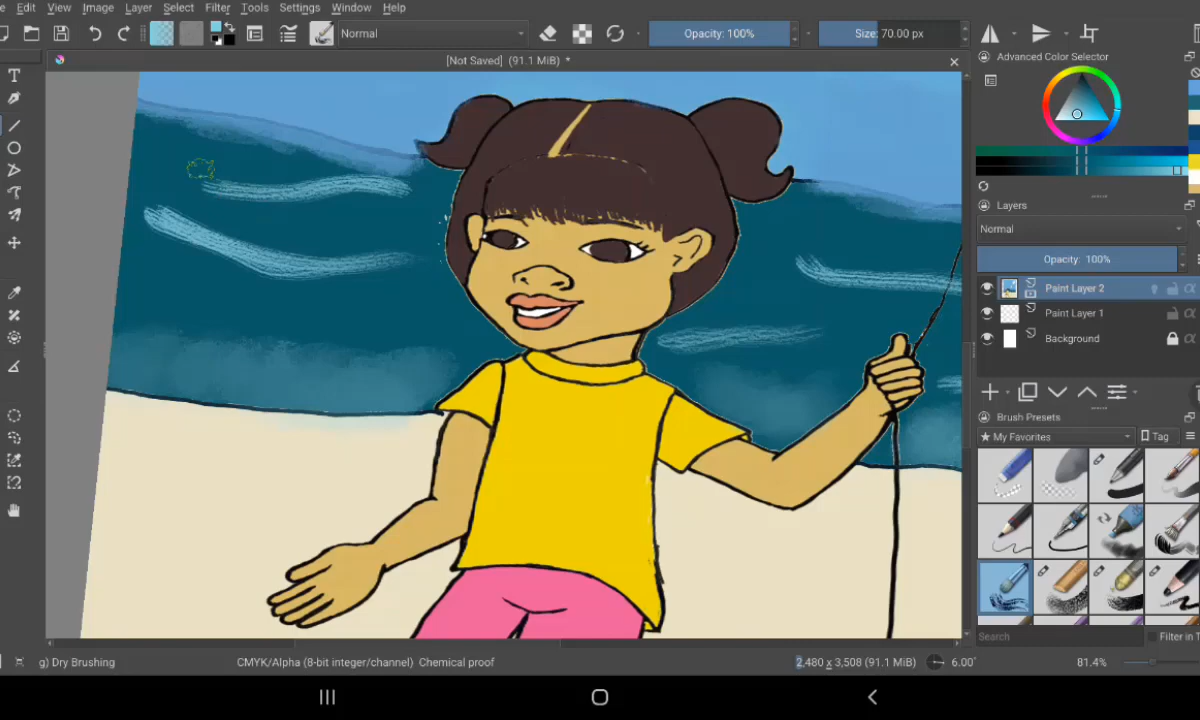 e Edit View Image Layer Select Filter Tools Settings Window Help
Normal Opacity: 100% Size: 70.00 px
[Not Saved] (91.1 MiB) *
Advanced Color Selector
Layers
Normal
Opacity: 100%
Paint Layer 2
Paint Layer 1
Background
Brush Presets
★ My Favorites Tag
Search Filter in T
g) Dry Brushing CMYK/Alpha (8-bit integer/channel) Chemical proof 2,480 x 3,508 (91.1 MiB) 6.00° 81.4%